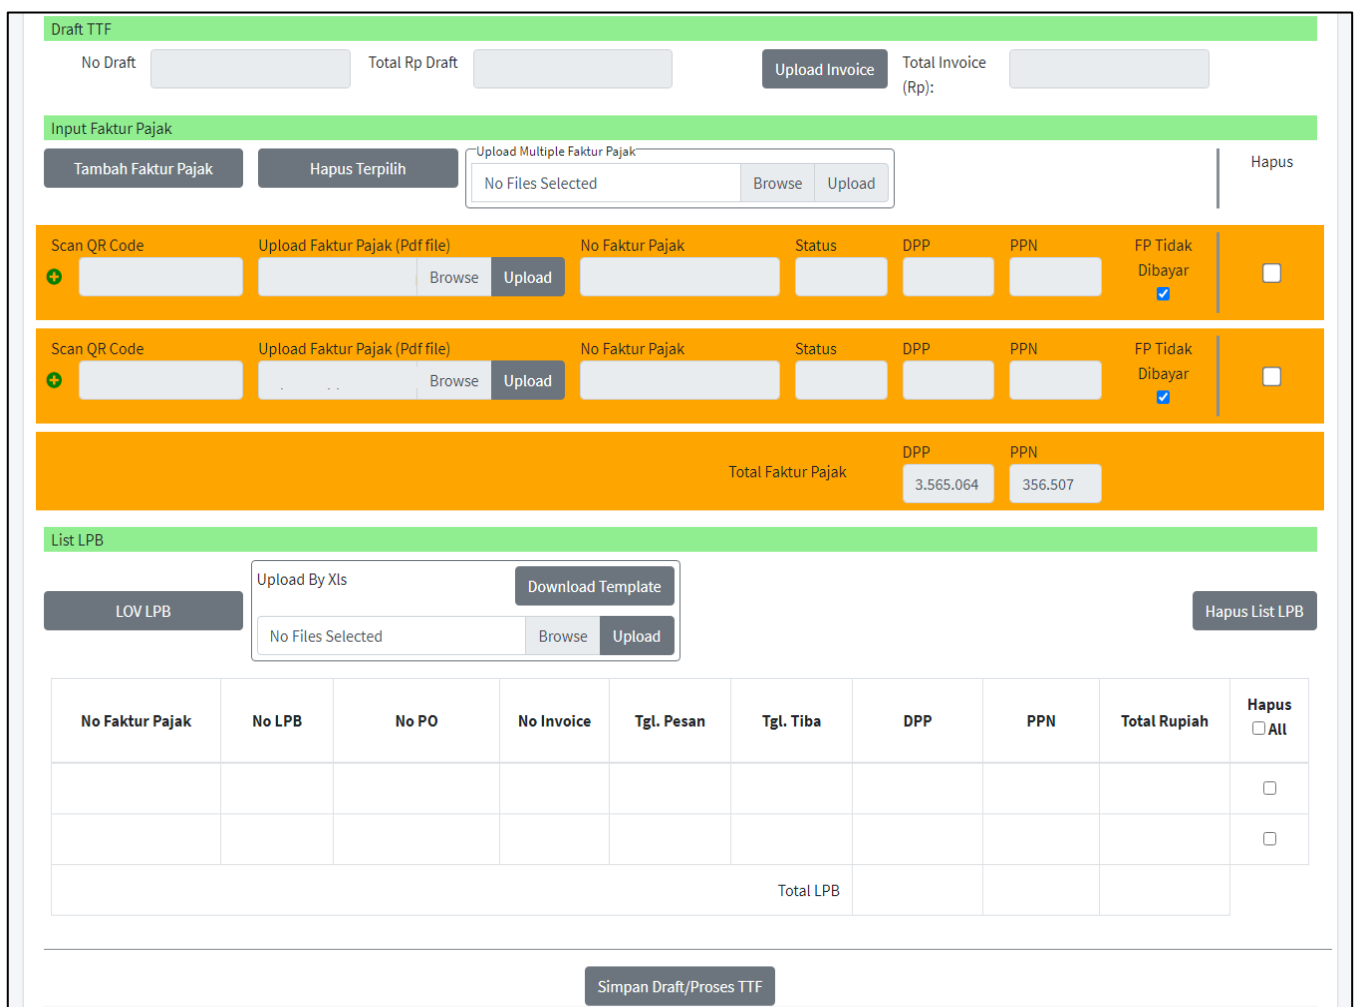 Draft TTF
No Draft Total Rp Draft Upload Invoice Total Invoice
(Rp):
Input Faktur Pajak
Tambah Faktur Pajak Hapus Terpilih Upload Multiple Faktur Pajak Hapus
No Files Selected Browse Upload
Scan QR Code Upload Faktur Pajak (Pdf file) No Faktur Pajak Status DPP PPN FP Tidak
Browse Upload Dibayar
Scan QR Code Upload Faktur Pajak (Pdf file) No Faktur Pajak Status DPP PPN FP Tidak
Browse Upload Dibayar
DPP PPN
Total Faktur Pajak 3.565.064 356.507
List LPB
Upload By Xls Download Template
LOV LPB Hapus List LPB
No Files Selected Browse Upload
No Faktur Pajak No LPB No PO No Invoice Tgl. Pesan Tgl. Tiba DPP PPN Total Rupiah Hapus
All
Total LPB
Simpan Draft/Proses TTF